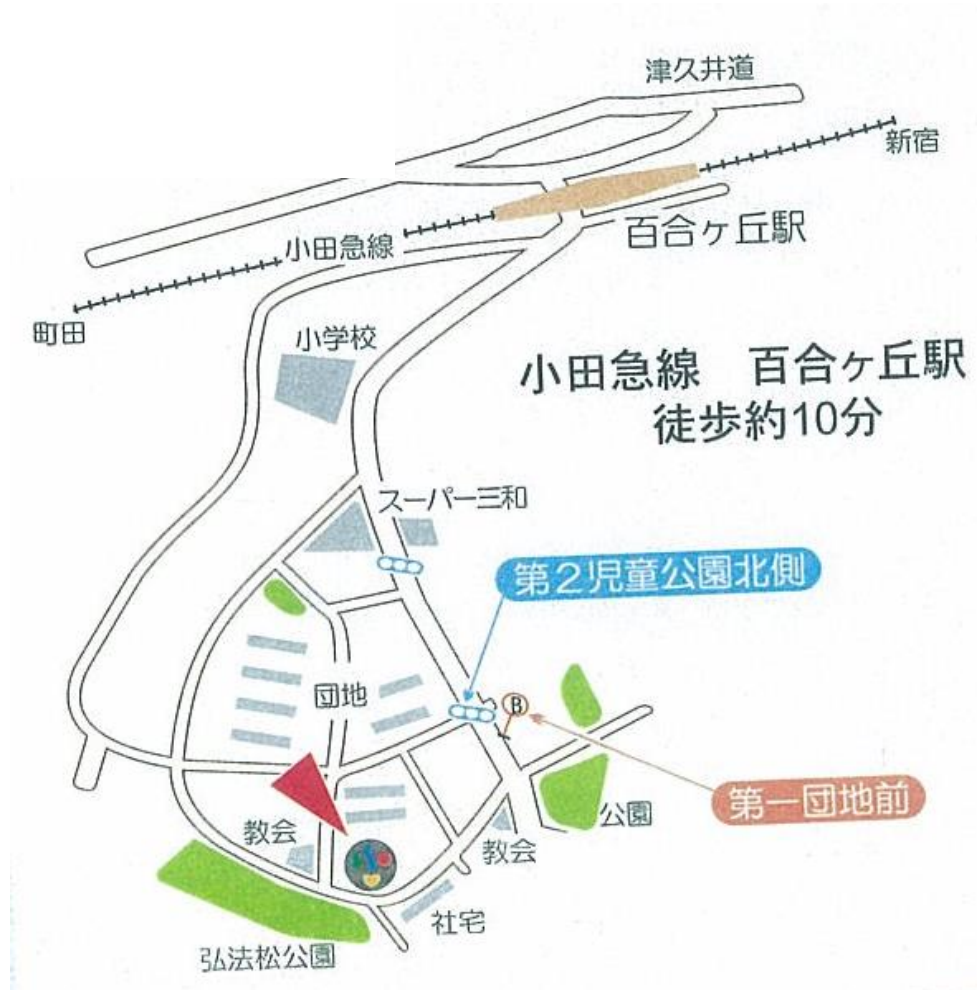 津久井道
新宿
百合ヶ丘駅
小田急線
町田
小学校
小田急線 百合ヶ丘駅
徒歩約10分
スーパー三和
第2児童公園北側
団地
B
第一団地前
公園
教会
教会
社宅
弘法松公園